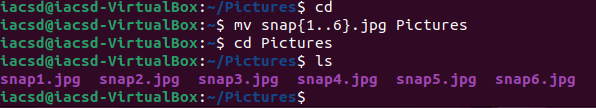 iacsd@iacsd-VirtualBox:~/Pictures$ cd
iacsd@iacsd-VirtualBox:~$ mv snap{1..6}.jpg Pictures
iacsd@iacsd-VirtualBox:~$ cd Pictures
iacsd@iacsd-VirtualBox:~/Pictures$ ls
snap1.jpg  snap2.jpg  snap3.jpg  snap4.jpg  snap5.jpg  snap6.jpg
iacsd@iacsd-VirtualBox:~/Pictures$